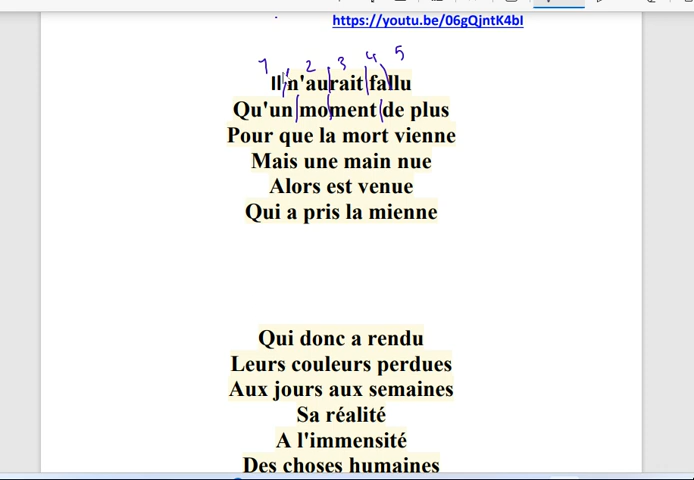 https://youtu.be/06gQjntK4bI
1 2 3 4 5
Il n'aurait fallu
Qu'un moment de plus
Pour que la mort vienne
Mais une main nue
Alors est venue
Qui a pris la mienne
Qui donc a rendu
Leurs couleurs perdues
Aux jours aux semaines
Sa réalité
A l'immensité
Des choses humaines